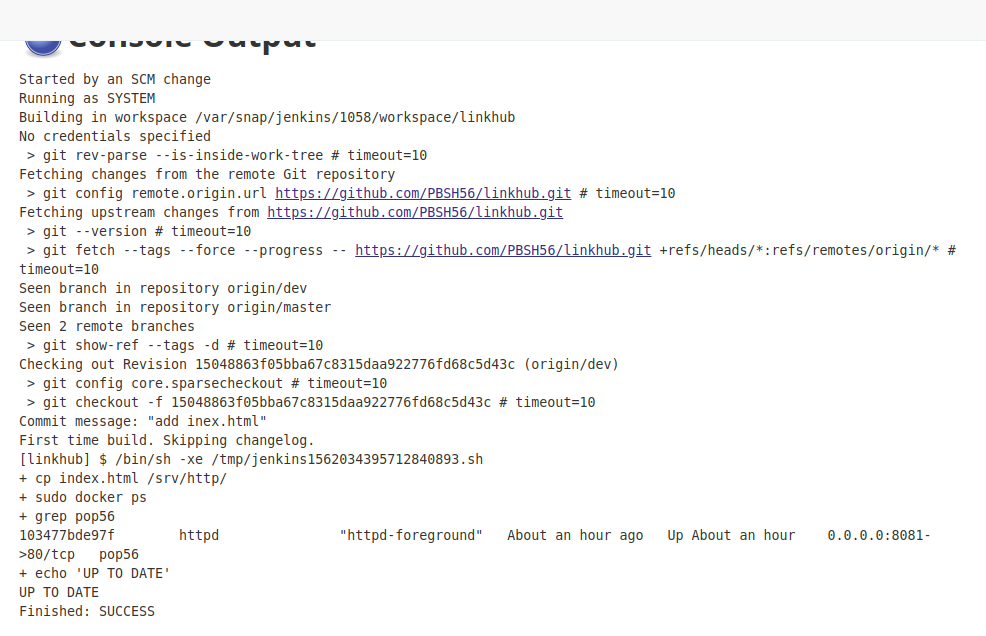 Console Output
Started by an SCM change
Running as SYSTEM
Building in workspace /var/snap/jenkins/1058/workspace/linkhub
No credentials specified
 > git rev-parse --is-inside-work-tree # timeout=10
Fetching changes from the remote Git repository
 > git config remote.origin.url https://github.com/PBSH56/linkhub.git # timeout=10
Fetching upstream changes from https://github.com/PBSH56/linkhub.git
 > git --version # timeout=10
 > git fetch --tags --force --progress -- https://github.com/PBSH56/linkhub.git +refs/heads/*:refs/remotes/origin/* #
timeout=10
Seen branch in repository origin/dev
Seen branch in repository origin/master
Seen 2 remote branches
 > git show-ref --tags -d # timeout=10
Checking out Revision 15048863f05bba67c8315daa922776fd68c5d43c (origin/dev)
 > git config core.sparsecheckout # timeout=10
 > git checkout -f 15048863f05bba67c8315daa922776fd68c5d43c # timeout=10
Commit message: "add inex.html"
First time build. Skipping changelog.
[linkhub] $ /bin/sh -xe /tmp/jenkins1562034395712840893.sh
+ cp index.html /srv/http/
+ sudo docker ps
+ grep pop56
103477bde97f        httpd               "httpd-foreground"   About an hour ago   Up About an hour    0.0.0.0:8081-
>80/tcp   pop56
+ echo 'UP TO DATE'
UP TO DATE
Finished: SUCCESS